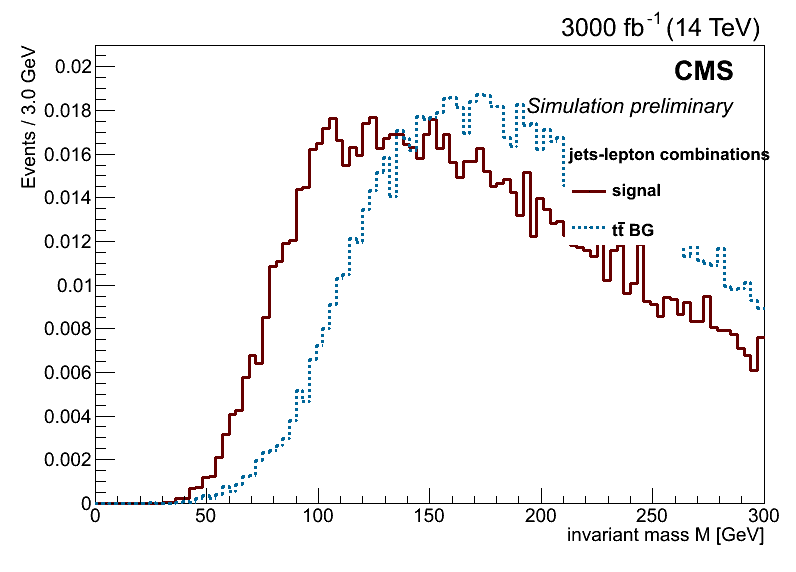 3000 fb⁻¹ (14 TeV)
CMS
Simulation preliminary
jets-lepton combinations
signal
tt̄ BG
Events / 3.0 GeV
0.02
0.018
0.016
0.014
0.012
0.01
0.008
0.006
0.004
0.002
0
0 50 100 150 200 250 300
invariant mass M [GeV]